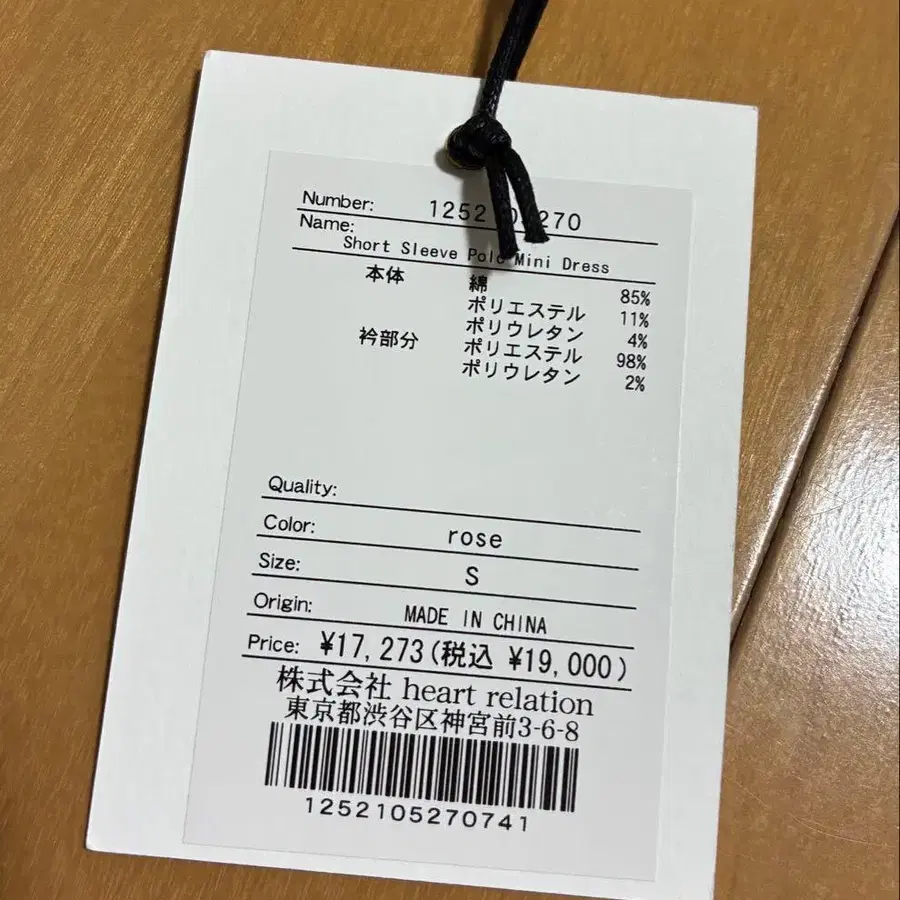 Number: 1252 270
Name:
Short Sleeve Polo Mini Dress
本体 綿 85%
ポリエステル 11%
ポリウレタン 4%
衿部分 ポリエステル 98%
ポリウレタン 2%
Quality:
Color: rose
Size: S
Origin: MADE IN CHINA
Price: ¥17,273(税込 ¥19,000)
株式会社 heart relation
東京都渋谷区神宮前3-6-8
1252105270741